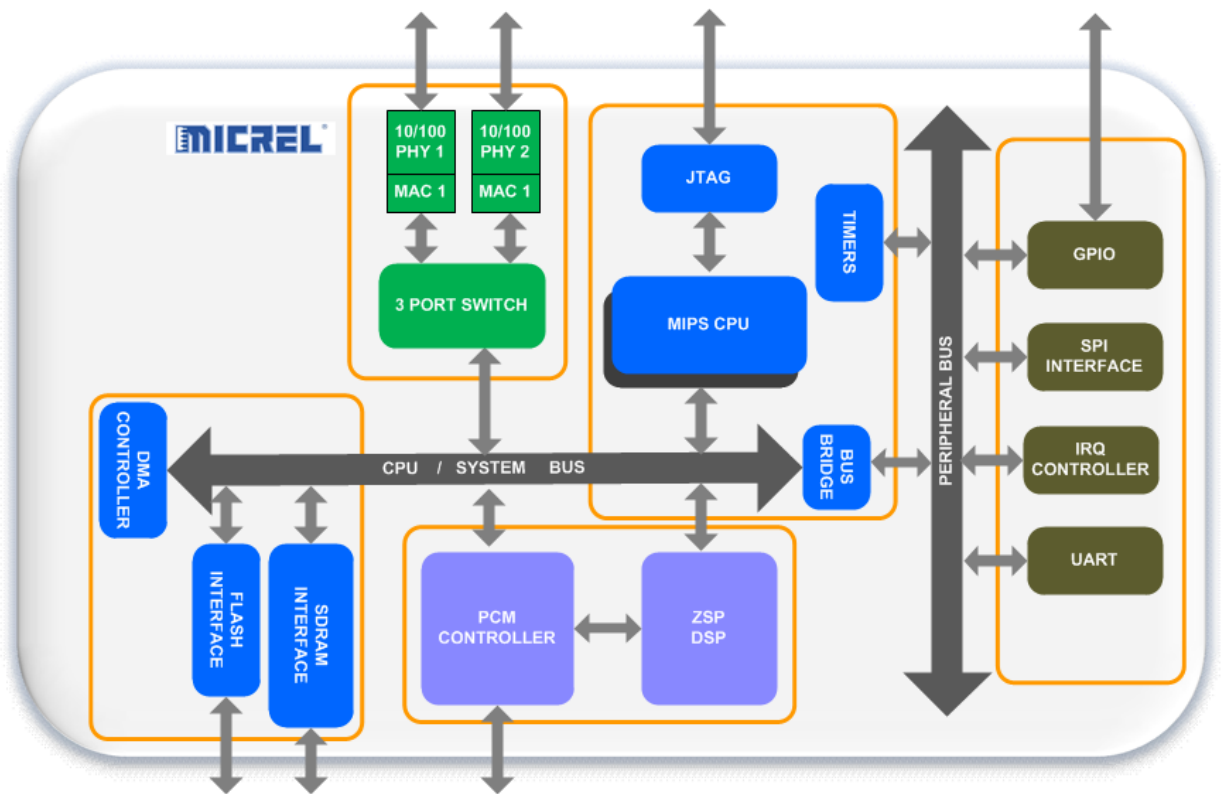 MICREL®
10/100
PHY 1
MAC 1
10/100
PHY 2
MAC 1
3 PORT SWITCH
JTAG
MIPS CPU
TIMERS
BUS
BRIDGE
PERIPHERAL BUS
GPIO
SPI
INTERFACE
IRQ
CONTROLLER
UART
DMA
CONTROLLER
CPU / SYSTEM BUS
FLASH
INTERFACE
SDRAM
INTERFACE
PCM
CONTROLLER
ZSP
DSP